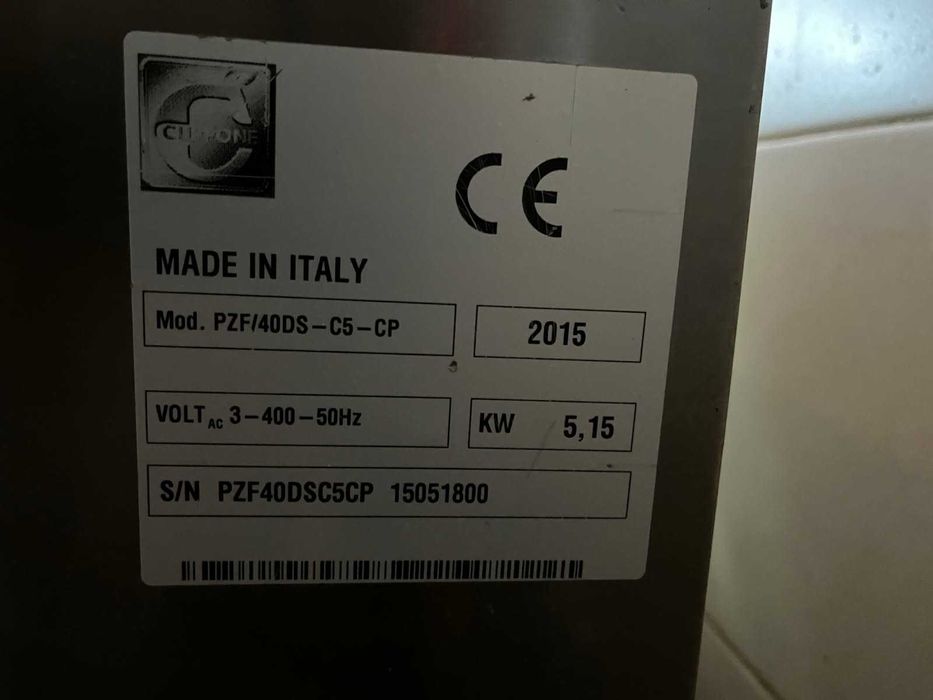 MADE IN ITALY
Mod. PZF/40DS-C5-CP
2015
VOLT AC 3-400-50Hz
KW 5,15
S/N PZF40DSC5CP 15051800